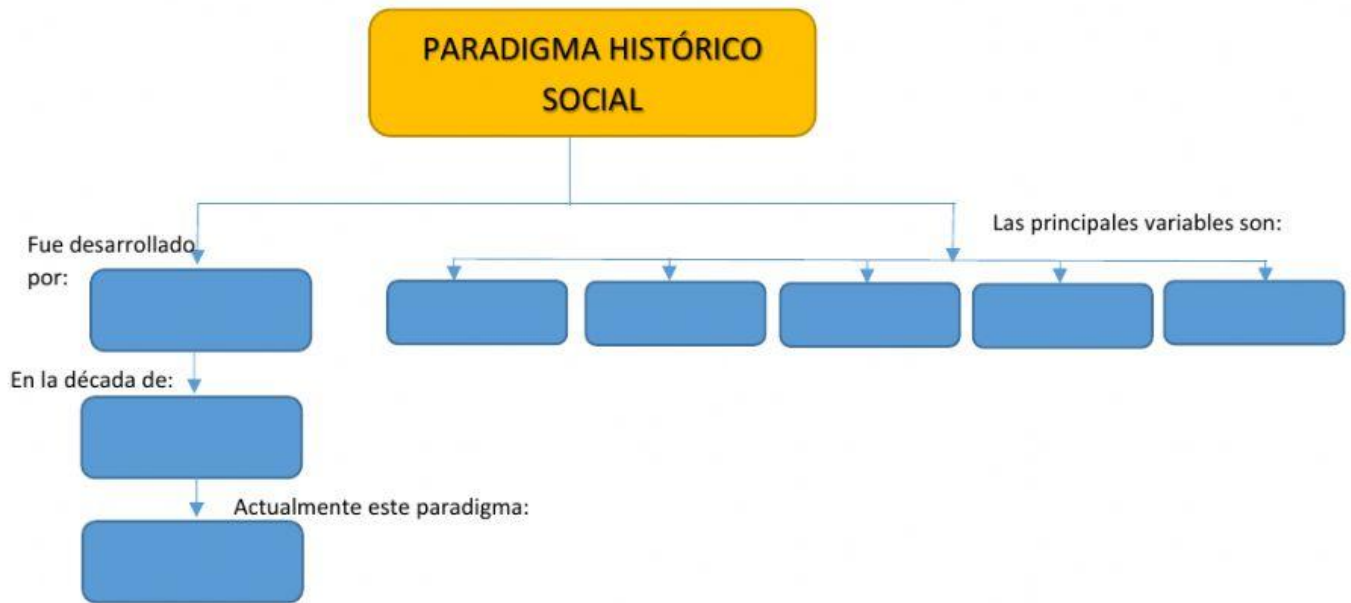 PARADIGMA HISTÓRICO
SOCIAL
Las principales variables son:
Fue desarrollado
por:
En la década de:
Actualmente este paradigma: